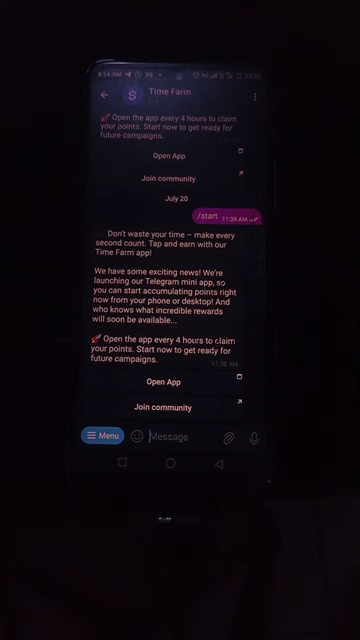 8:14 AM
Time Farm
🚀 Open the app every 4 hours to claim
your points. Start now to get ready for
future campaigns.
Open App
Join community
July 20
/start 11:38 AM
Don't waste your time – make every
second count. Tap and earn with our
Time Farm app!
We have some exciting news! We're
launching our Telegram mini app, so
you can start accumulating points right
now from your phone or desktop! And
who knows what incredible rewards
will soon be available...
🚀 Open the app every 4 hours to claim
your points. Start now to get ready for
future campaigns.
11:38 AM
Open App
Join community
Menu
Message